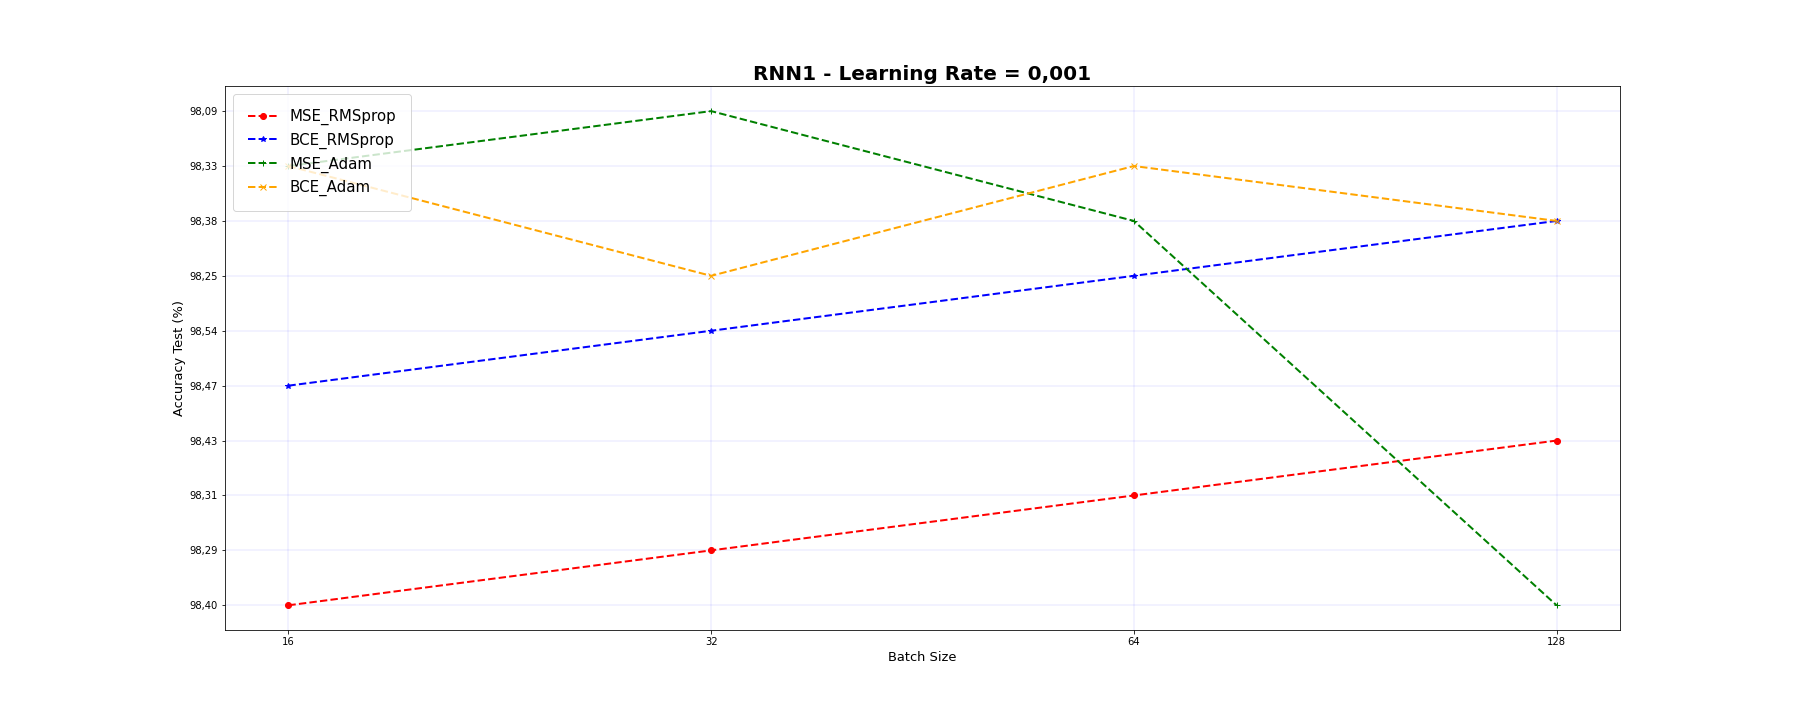 RNN1 - Learning Rate = 0,001
MSE_RMSprop
BCE_RMSprop
MSE_Adam
BCE_Adam
98,09
98,33
98,38
98,25
98,54
98,47
98,43
98,31
98,29
98,40
Accuracy Test (%)
16 32 64 128
Batch Size